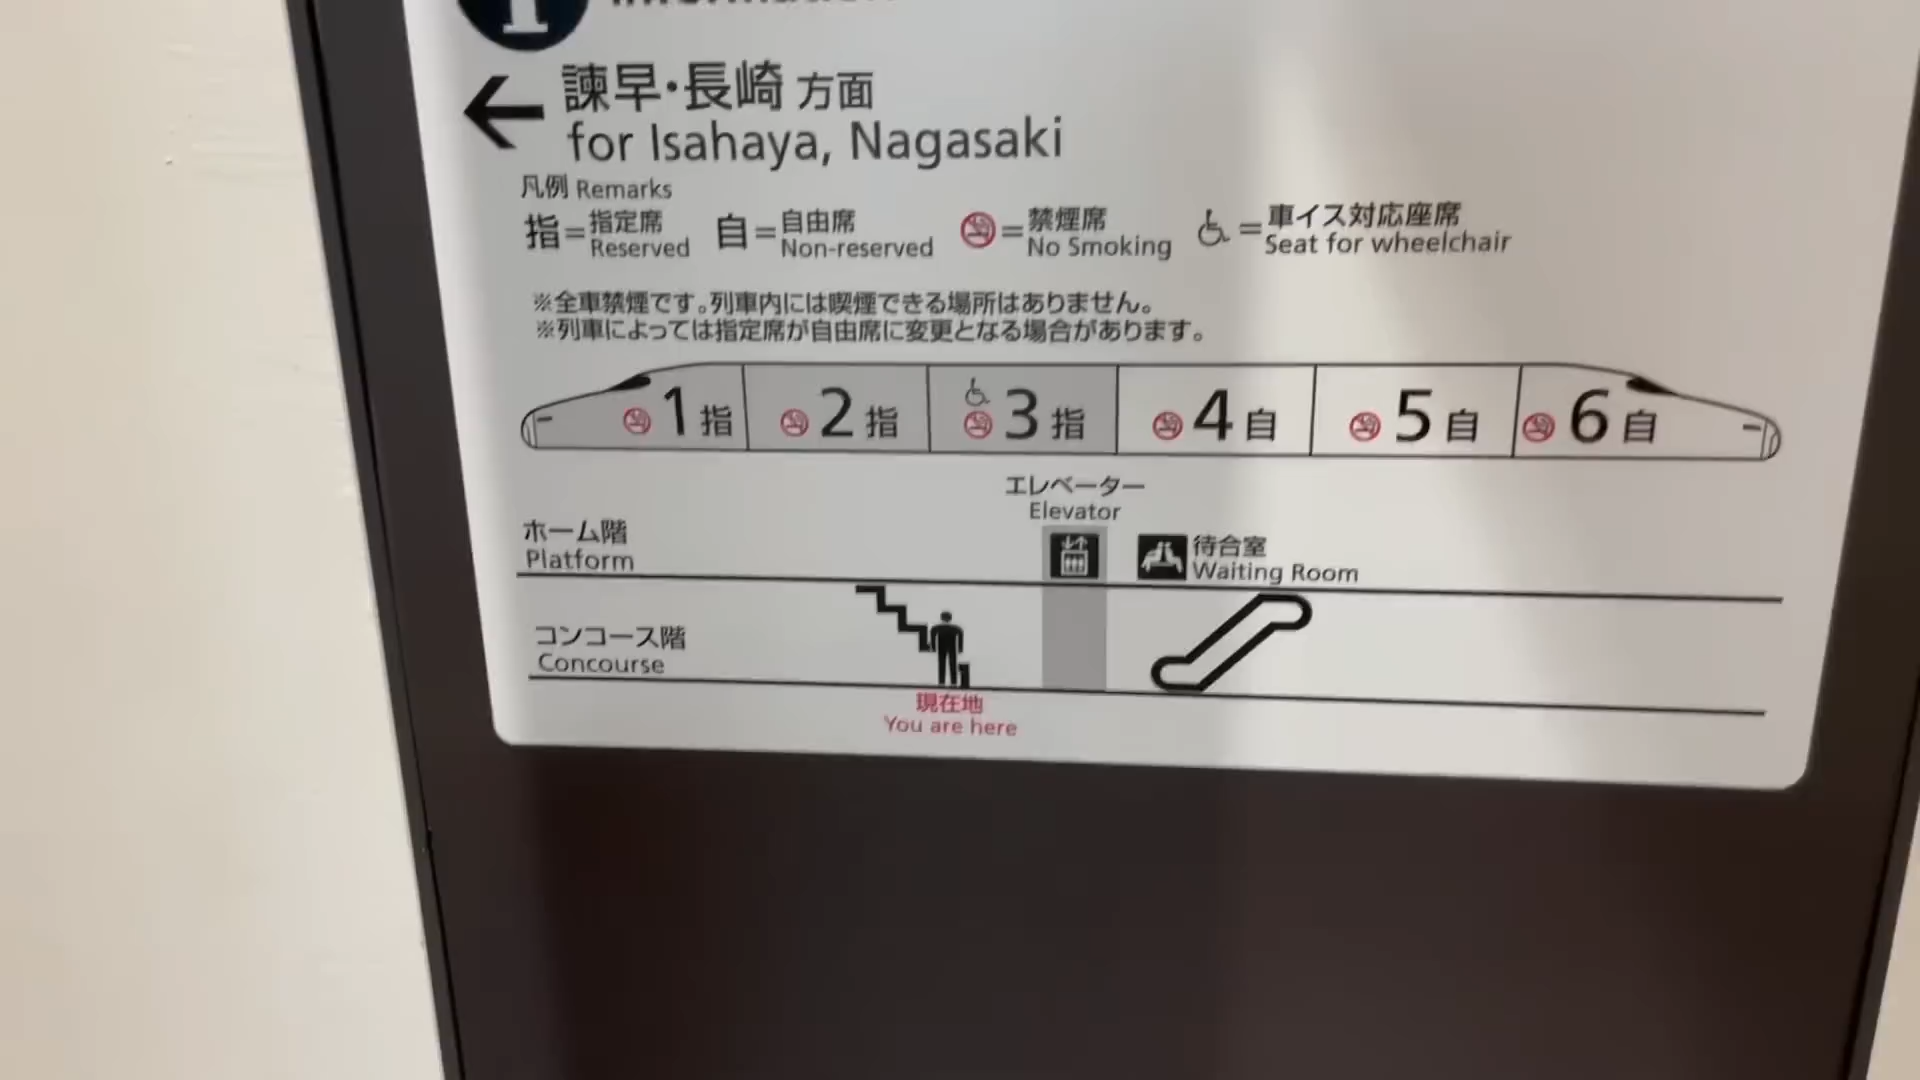 Information
諫早・長崎 方面
for Isahaya, Nagasaki
凡例 Remarks
指=指定席 Reserved 自=自由席 Non-reserved =禁煙席 No Smoking =車イス対応座席 Seat for wheelchair
※全車禁煙です。列車内には喫煙できる場所はありません。
※列車によっては指定席が自由席に変更となる場合があります。
1指 2指 3指 4自 5自 6自
エレベーター
Elevator
ホーム階
Platform
待合室
Waiting Room
コンコース階
Concourse
現在地
You are here